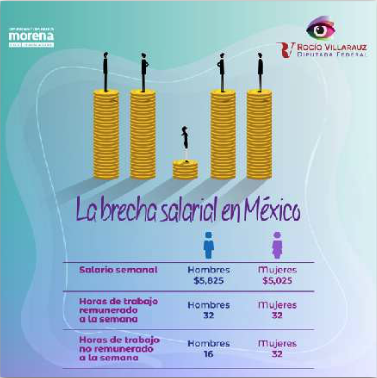 morena
ROCÍO VILLARAUZ
DIPUTADA FEDERAL
La brecha salarial en México
Salario semanal Hombres Mujeres
$5,825 $5,025
Horas de trabajo
remunerado Hombres Mujeres
a la semana 32 32
Horas de trabajo
no remunerado Hombres Mujeres
a la semana 16 32